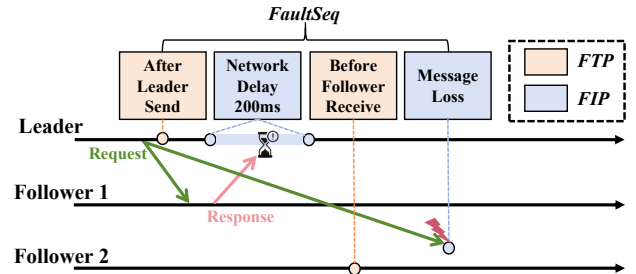 FaultSeq
After
Leader
Send
Network
Delay
200ms
Before
Follower
Receive
Message
Loss
FTP
FIP
Leader
Request
Follower 1
Response
Follower 2